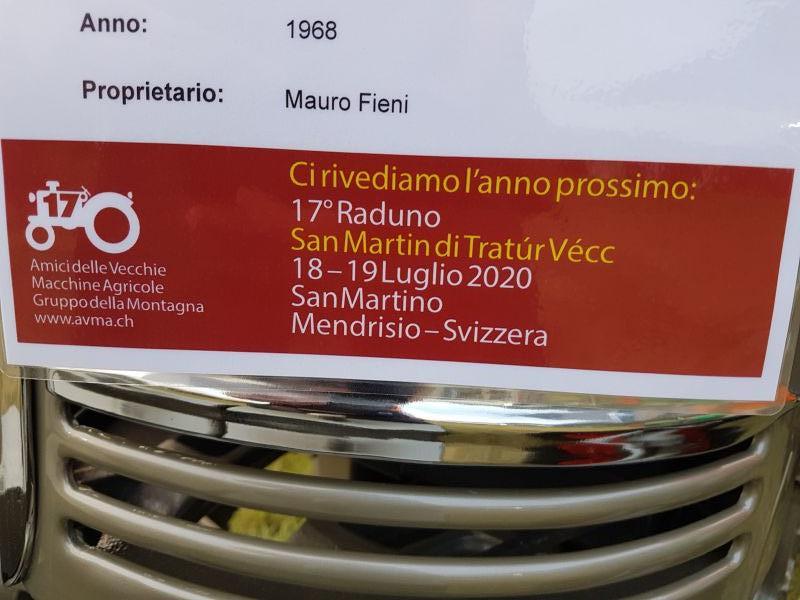 Anno: 1968
Proprietario: Mauro Fieni
17
Amici delle Vecchie
Macchine Agricole
Gruppo della Montagna
www.avma.ch
Ci rivediamo l'anno prossimo:
17° Raduno
San Martin di Tratúr Vécc
18 – 19 Luglio 2020
San Martino
Mendrisio – Svizzera